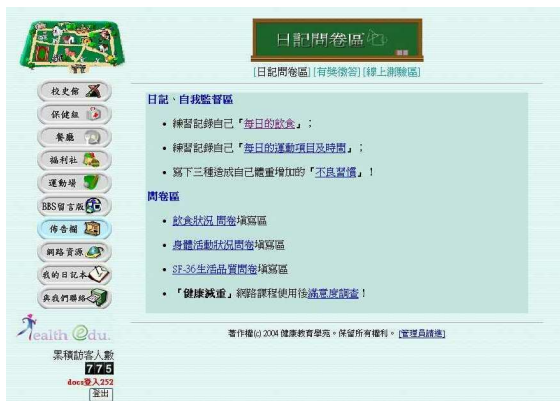 日記問卷區
[日記問卷區] [有獎徵答] [線上測驗區]
校史館
保健組
餐廳
福利社
運動場
BBS留言版
佈告欄
網路資源
我的日記本
與我們聯絡
日記、自我監督區
• 練習記錄自己「每日的飲食」；
• 練習記錄自己「每日的運動項目及時間」；
• 寫下三種造成自己體重增加的「不良習慣」！
問卷區
• 飲食狀況 問卷填寫區
• 身體活動狀況問卷填寫區
• SF-36生活品質問卷填寫區
• 「健康減重」網路課程使用後滿意度調查！
Health @du.
累積訪客人數
775
docs登入252
登出
著作權(c) 2004 健康教育學苑。保留所有權利。 [管理員請進]